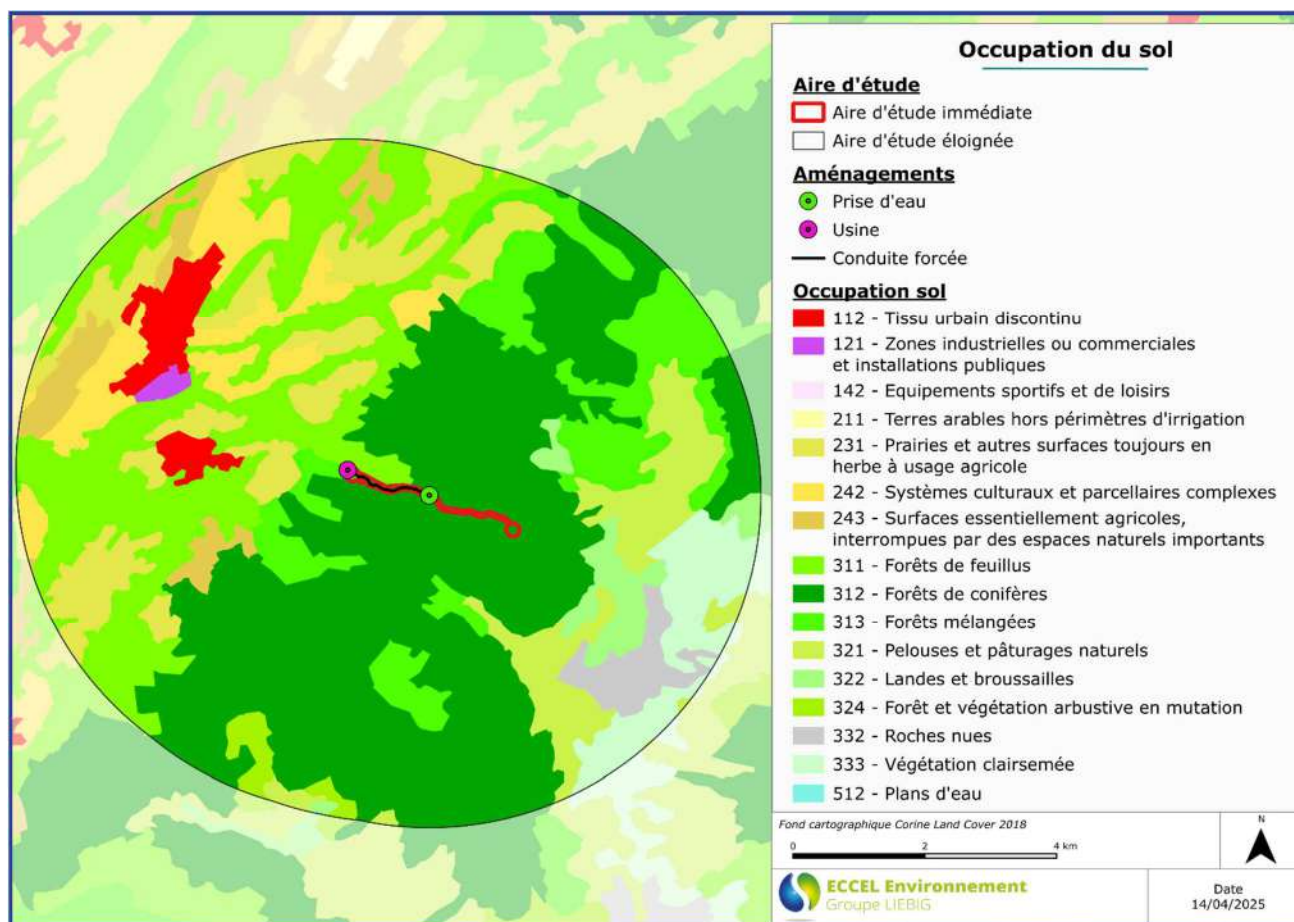 Occupation du sol
Aire d'étude
Aire d'étude immédiate
Aire d'étude éloignée
Aménagements
Prise d'eau
Usine
Conduite forcée
Occupation sol
112 - Tissu urbain discontinu
121 - Zones industrielles ou commerciales
et installations publiques
142 - Equipements sportifs et de loisirs
211 - Terres arables hors périmètres d'irrigation
231 - Prairies et autres surfaces toujours en
herbe à usage agricole
242 - Systèmes culturaux et parcellaires complexes
243 - Surfaces essentiellement agricoles,
interrompues par des espaces naturels importants
311 - Forêts de feuillus
312 - Forêts de conifères
313 - Forêts mélangées
321 - Pelouses et pâturages naturels
322 - Landes et broussailles
324 - Forêt et végétation arbustive en mutation
332 - Roches nues
333 - Végétation clairsemée
512 - Plans d'eau
Fond cartographique Corine Land Cover 2018
0 2 4 km
N
ECCEL Environnement
Groupe LIEBIG
Date
14/04/2025